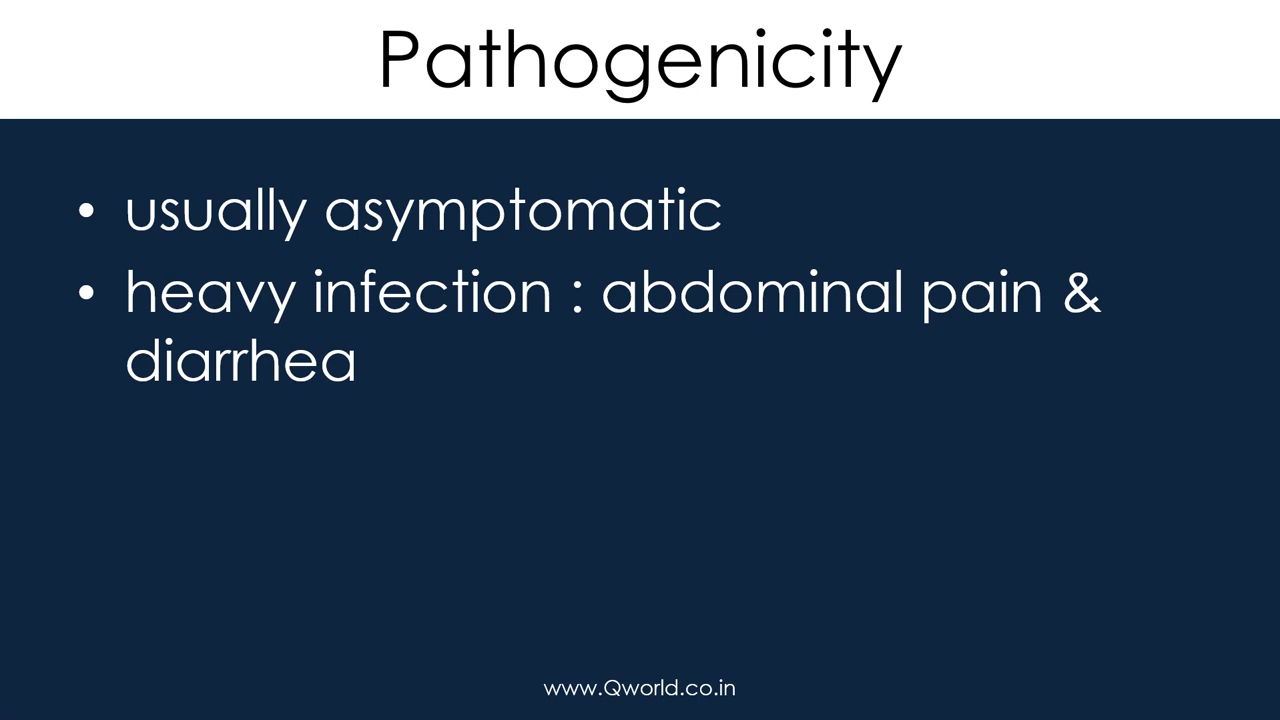 Pathogenicity
• usually asymptomatic
• heavy infection : abdominal pain &
diarrhea
www.Qworld.co.in